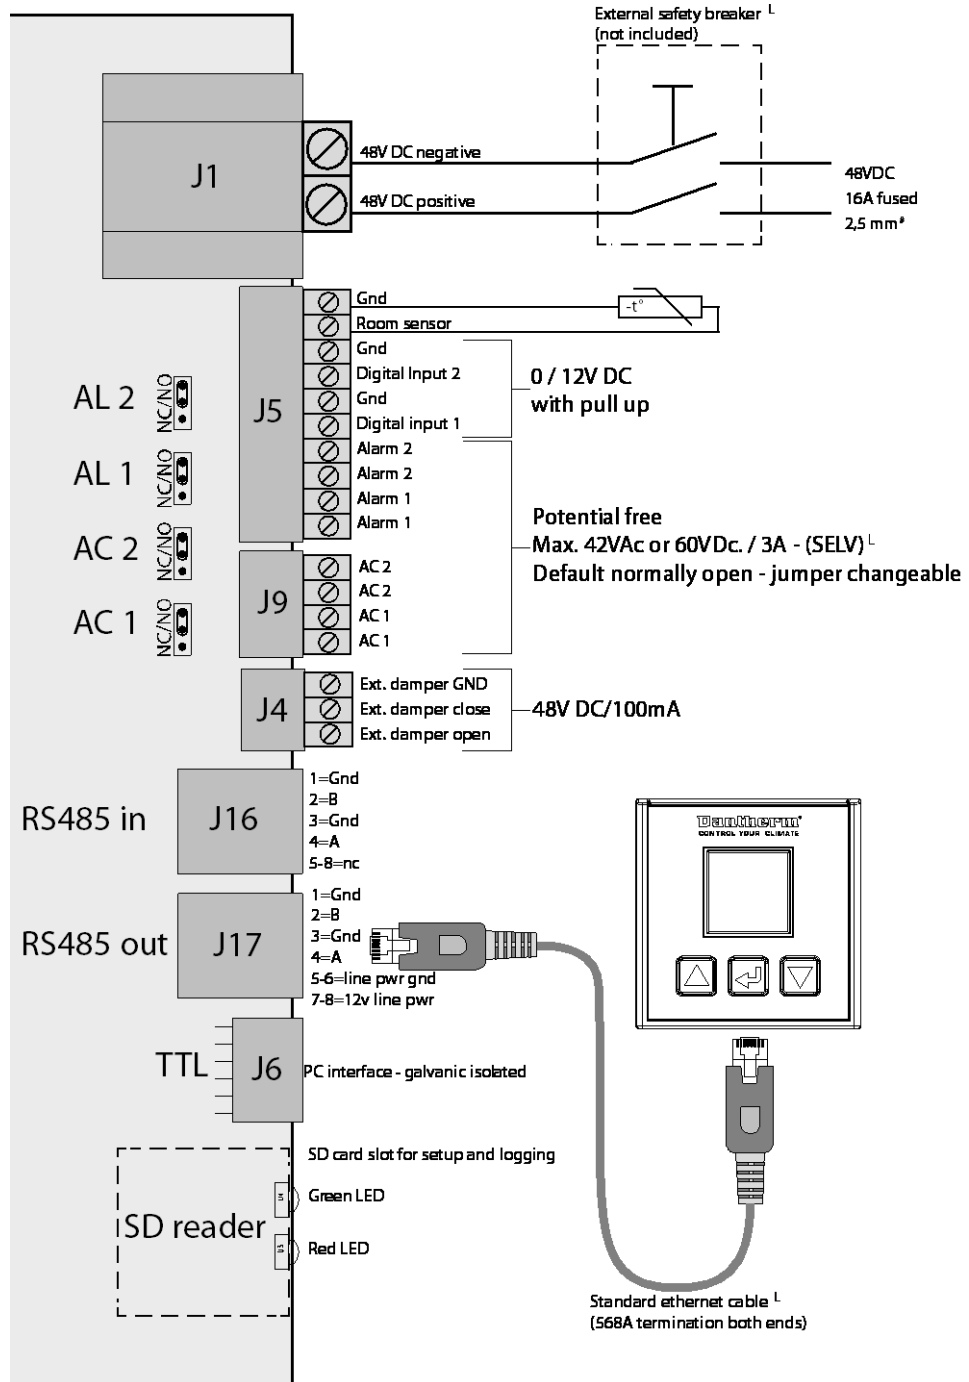 External safety breaker L
(not included)
J1
48V DC negative
48V DC positive
48VDC
16A fused
2,5 mm²
Gnd
Room sensor
-t°
Gnd
Digital Input 2
Gnd
Digital input 1
0 / 12V DC
with pull up
J5
AL 2
NC/NO
AL 1
NC/NO
AC 2
NC/NO
AC 1
NC/NO
Alarm 2
Alarm 2
Alarm 1
Alarm 1
Potential free
Max. 42VAc or 60VDc. / 3A - (SELV) L
Default normally open - jumper changeable
J9
AC 2
AC 2
AC 1
AC 1
J4
Ext. damper GND
Ext. damper close
Ext. damper open
48V DC/100mA
RS485 in
J16
1=Gnd
2=B
3=Gnd
4=A
5-8=nc
RS485 out
J17
1=Gnd
2=B
3=Gnd
4=A
5-6=line pwr gnd
7-8=12v line pwr
Dantherm®
CONTROL YOUR CLIMATE
TTL
J6
PC interface - galvanic isolated
SD card slot for setup and logging
Green LED
SD reader
Red LED
Standard ethernet cable L
(568A termination both ends)